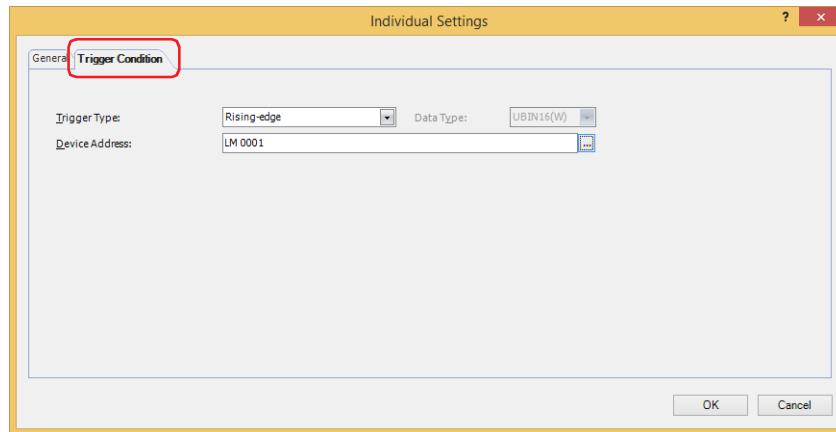 Individual Settings ? ×
General Trigger Condition
Trigger Type: Rising-edge Data Type: UBIN16(W)
Device Address: LM 0001 ...
OK Cancel